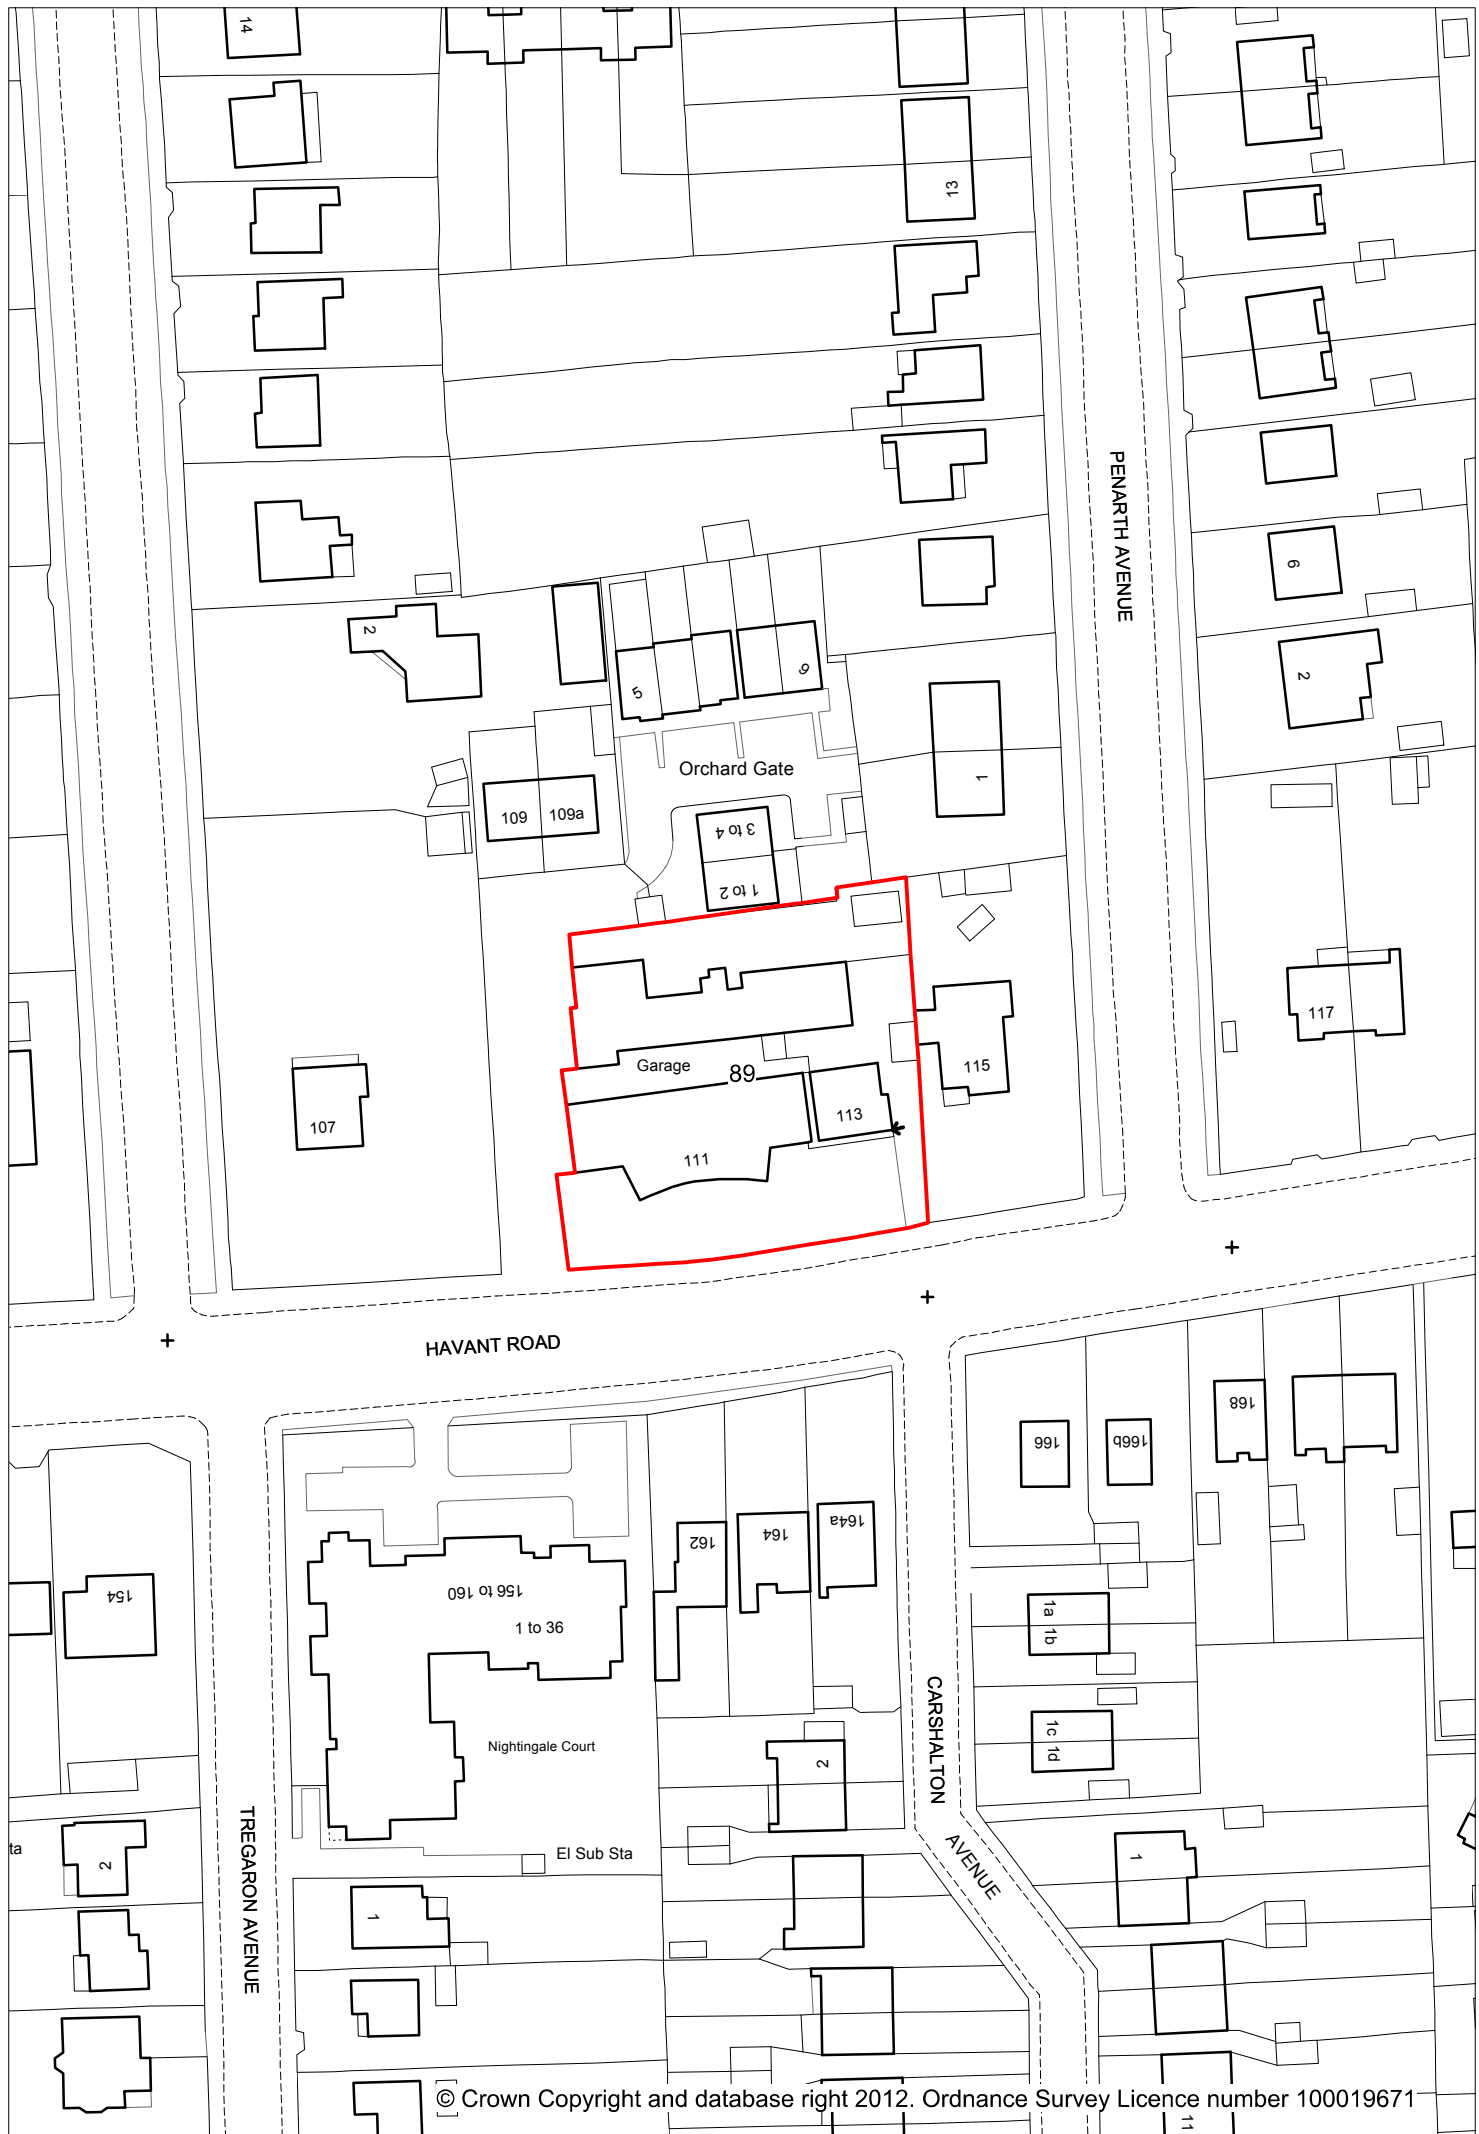 14
13
PENARTH AVENUE
6
2
2
2
5
9
Orchard Gate
1
109
109a
3 to 4
1 to 2
117
Garage
89
115
113
107
111
HAVANT ROAD
168
166
166b
164a
164
162
154
156 to 160
1 to 36
1a
1b
CARSHALTON
AVENUE
1c
1d
Nightingale Court
2
TREGARON AVENUE
ta
2
El Sub Sta
1
1
© Crown Copyright and database right 2012. Ordnance Survey Licence number 100019671
11